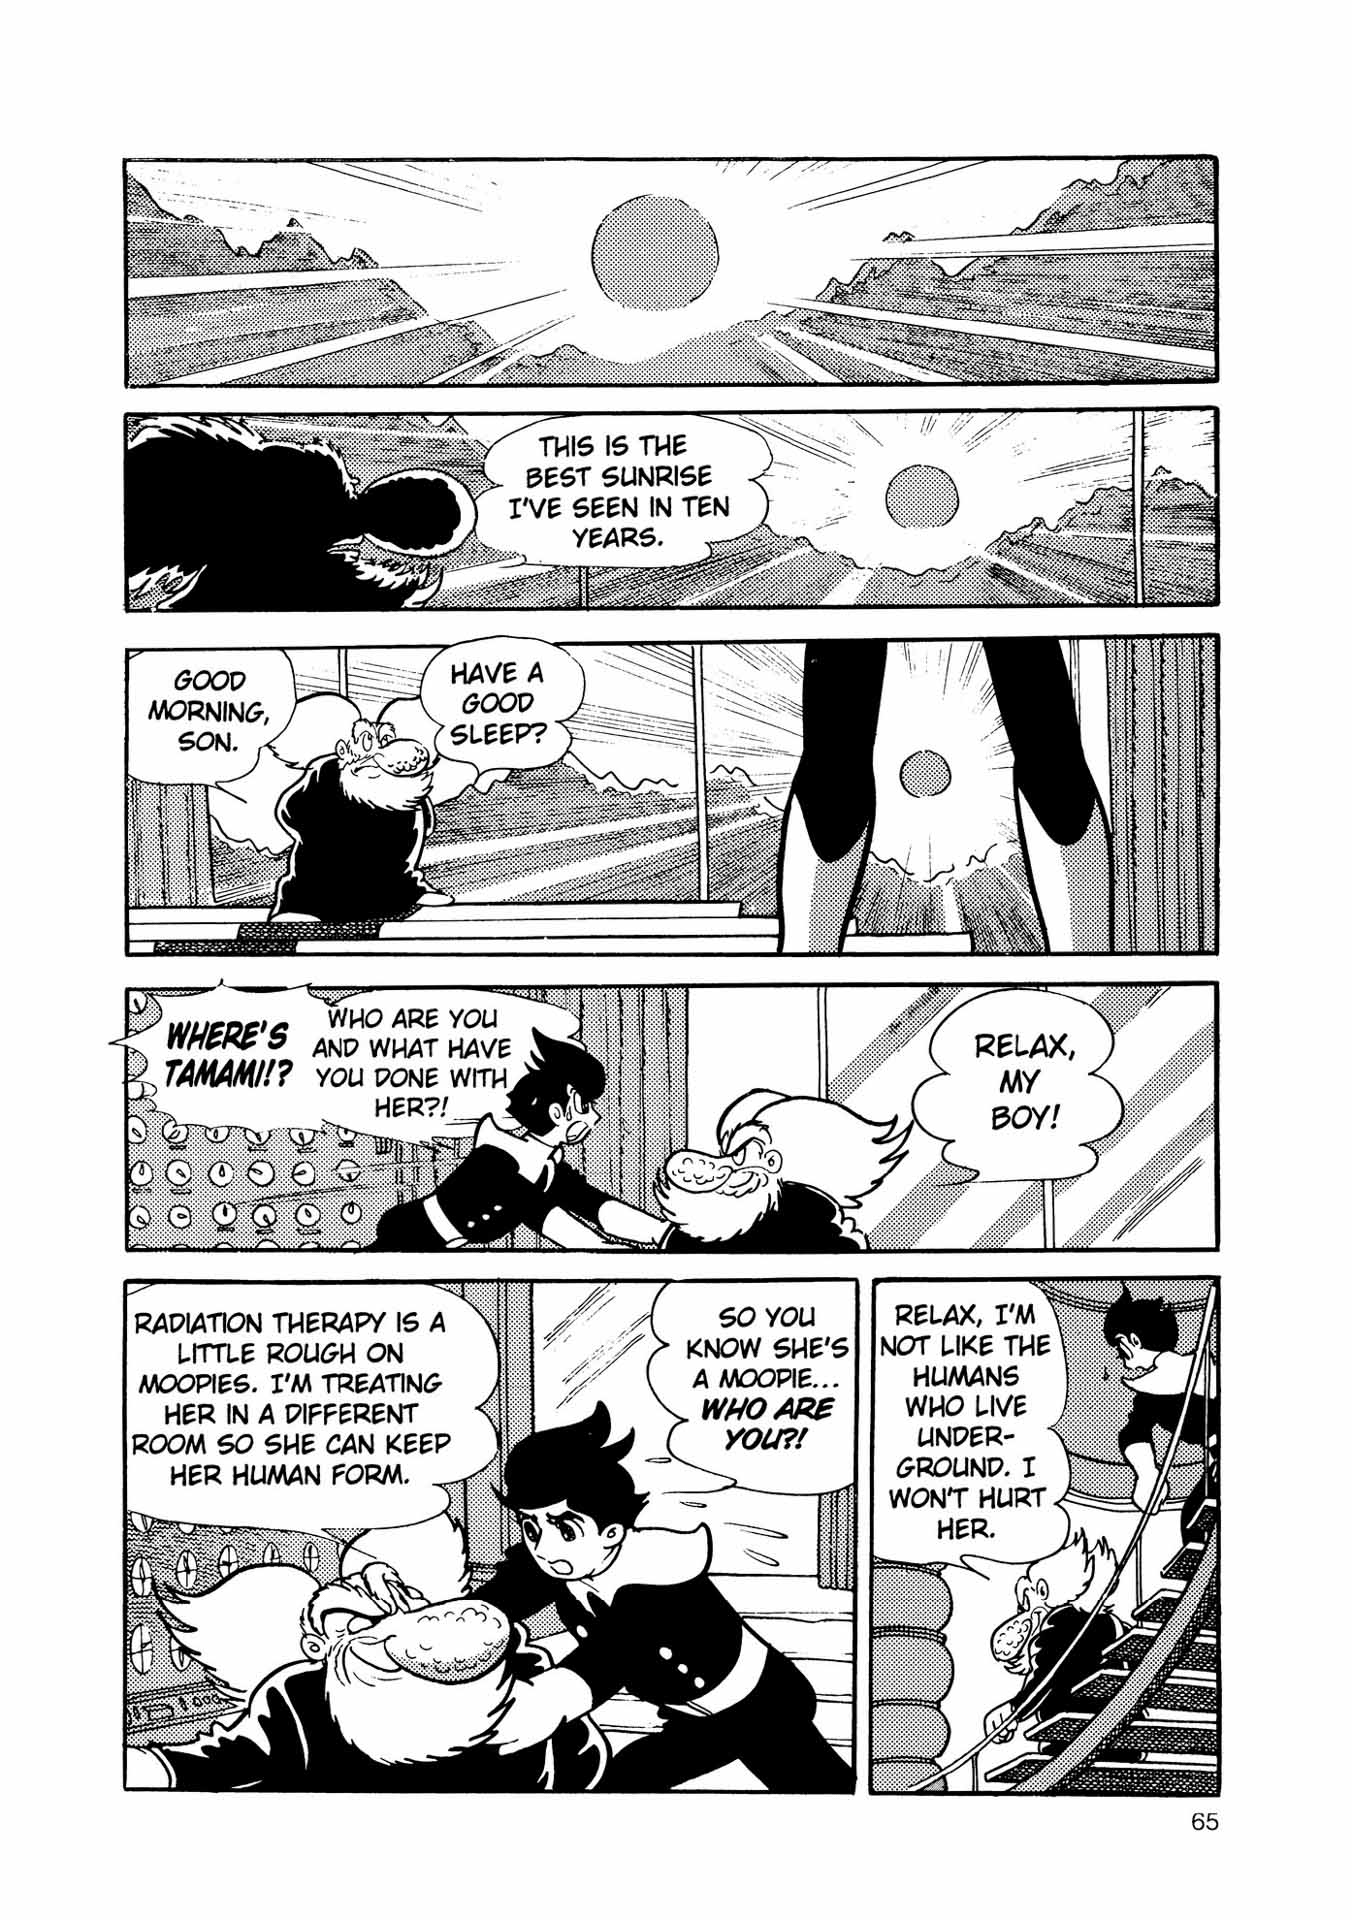 THIS IS THE
BEST SUNRISE
I'VE SEEN IN TEN
YEARS.
GOOD
MORNING,
SON.
HAVE A
GOOD
SLEEP?
WHERE'S
TAMAMI!?
WHO ARE YOU
AND WHAT HAVE
YOU DONE WITH
HER?!
RELAX,
MY
BOY!
RADIATION THERAPY IS A
LITTLE ROUGH ON
MOOPIES. I'M TREATING
HER IN A DIFFERENT
ROOM SO SHE CAN KEEP
HER HUMAN FORM.
SO YOU
KNOW SHE'S
A MOOPIE...
WHO ARE
YOU?!
RELAX, I'M
NOT LIKE THE
HUMANS
WHO LIVE
UNDER-
GROUND. I
WON'T HURT
HER.
65